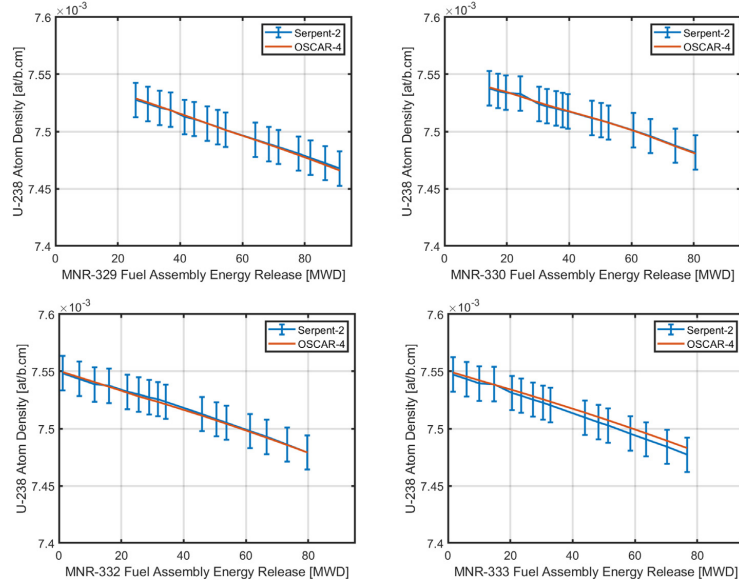 ×10⁻³
7.6
7.55
7.5
7.45
7.4
U-238 Atom Density [at/b.cm]
Serpent-2
OSCAR-4
0 20 40 60 80
MNR-329 Fuel Assembly Energy Release [MWD]
×10⁻³
7.6
7.55
7.5
7.45
7.4
U-238 Atom Density [at/b.cm]
Serpent-2
OSCAR-4
0 20 40 60 80
MNR-330 Fuel Assembly Energy Release [MWD]
×10⁻³
7.6
7.55
7.5
7.45
7.4
U-238 Atom Density [at/b.cm]
Serpent-2
OSCAR-4
0 20 40 60 80
MNR-332 Fuel Assembly Energy Release [MWD]
×10⁻³
7.6
7.55
7.5
7.45
7.4
U-238 Atom Density [at/b.cm]
Serpent-2
OSCAR-4
0 20 40 60 80
MNR-333 Fuel Assembly Energy Release [MWD]